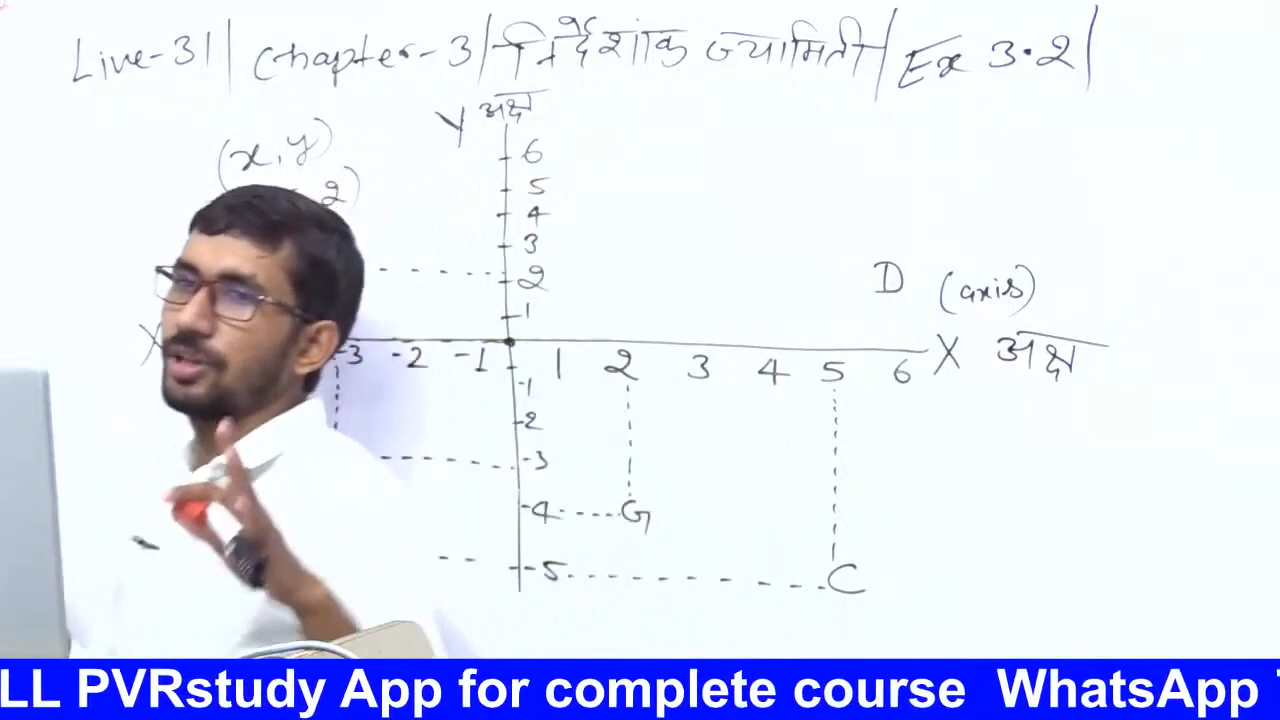 Live-31 | Chapter-3 | निर्देशांक ज्यामिती | Ex 3.2 |
Y अक्ष
(x, y)
2)
6
5
4
3
2
1
D (axis)
X अक्ष
X
-3 -2 -1 1 2 3 4 5 6
-1
-2
-3
-4 G
-5 C
LL PVRstudy App for complete course WhatsApp